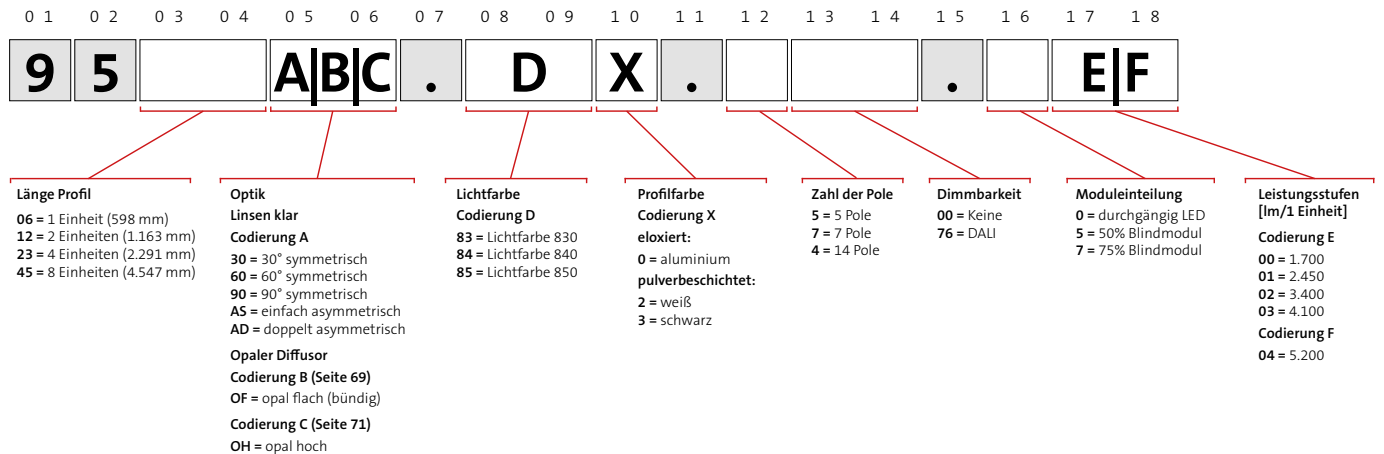 01 02 03 04 05 06 07 08 09 10 11 12 13 14 15 16 17 18
9 5 A|B|C . D X . . E|F
Länge Profil
06 = 1 Einheit (598 mm)
12 = 2 Einheiten (1.163 mm)
23 = 4 Einheiten (2.291 mm)
45 = 8 Einheiten (4.547 mm)
Optik
Linsen klar
Codierung A
30 = 30° symmetrisch
60 = 60° symmetrisch
90 = 90° symmetrisch
AS = einfach asymmetrisch
AD = doppelt asymmetrisch
Opaler Diffusor
Codierung B (Seite 69)
OF = opal flach (bündig)
Codierung C (Seite 71)
OH = opal hoch
Lichtfarbe
Codierung D
83 = Lichtfarbe 830
84 = Lichtfarbe 840
85 = Lichtfarbe 850
Profilfarbe
Codierung X
eloxiert:
0 = aluminium
pulverbeschichtet:
2 = weiß
3 = schwarz
Zahl der Pole
5 = 5 Pole
7 = 7 Pole
4 = 14 Pole
Dimmbarkeit
00 = Keine
76 = DALI
Moduleinteilung
0 = durchgängig LED
5 = 50% Blindmodul
7 = 75% Blindmodul
Leistungsstufen
[lm/1 Einheit]
Codierung E
00 = 1.700
01 = 2.450
02 = 3.400
03 = 4.100
Codierung F
04 = 5.200